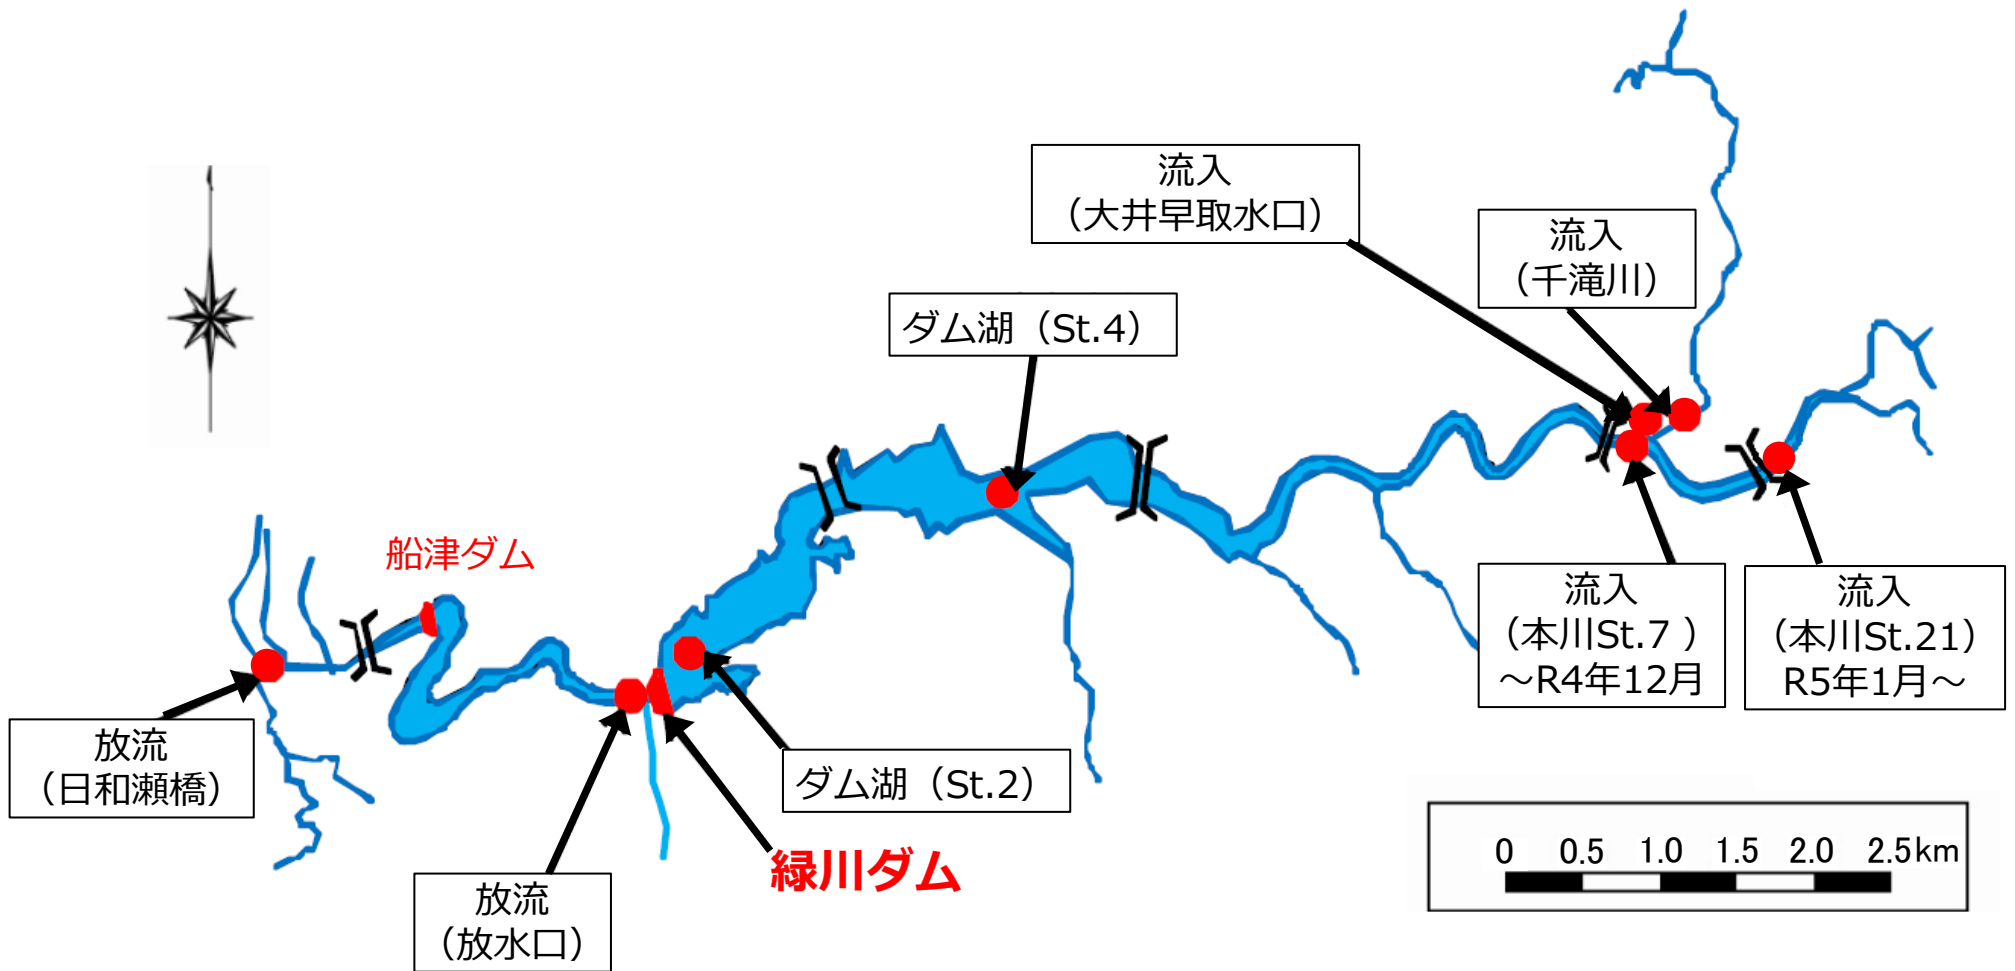 流入
（大井早取水口）
流入
（千滝川）
ダム湖（St.4）
船津ダム
流入
（本川St.7 ）
～R4年12月
流入
（本川St.21）
R5年1月～
放流
（日和瀬橋）
ダム湖（St.2）
緑川ダム
放流
（放水口）
0 0.5 1.0 1.5 2.0 2.5km